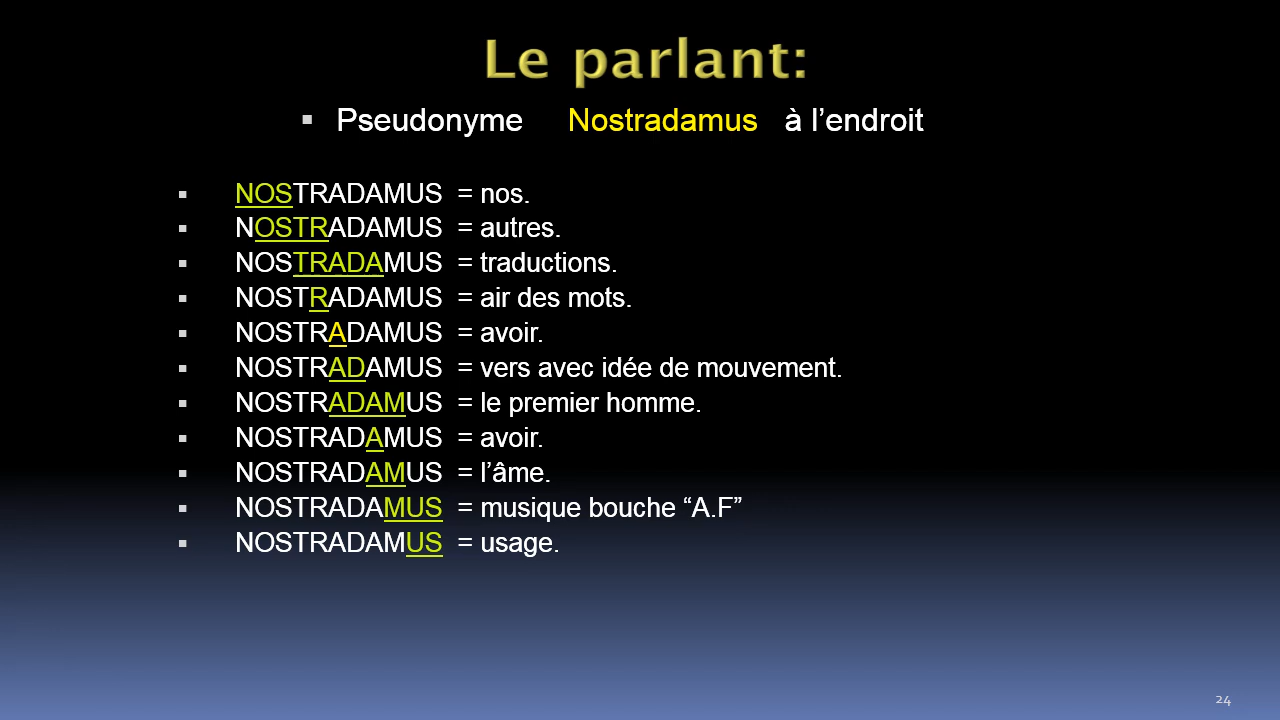 Le parlant:
▪ Pseudonyme Nostradamus à l’endroit
▪ NOSTRADAMUS = nos.
▪ NOSTRADAMUS = autres.
▪ NOSTRADAMUS = traductions.
▪ NOSTRADAMUS = air des mots.
▪ NOSTRADAMUS = avoir.
▪ NOSTRADAMUS = vers avec idée de mouvement.
▪ NOSTRADAMUS = le premier homme.
▪ NOSTRADAMUS = avoir.
▪ NOSTRADAMUS = l’âme.
▪ NOSTRADAMUS = musique bouche “A.F”
▪ NOSTRADAMUS = usage.
24